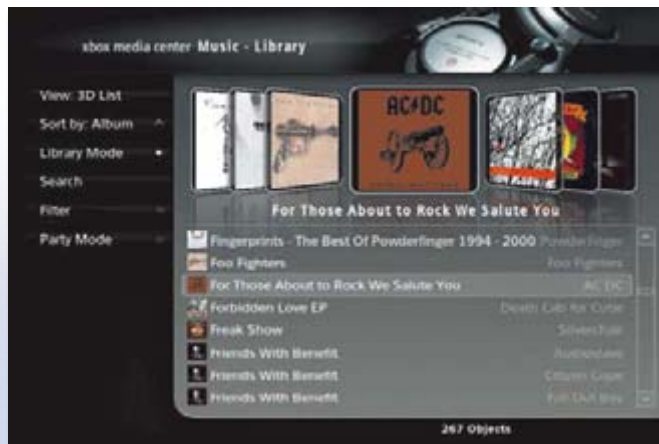 xbox media center Music - Library
View: 3D List
Sort by: Album
Library Mode
Search
Filter
Party Mode
AC/DC
For Those About to Rock We Salute You
Fingerprints - The Best Of Powderfinger 1994 - 2000 Powderfinger
Foo Fighters Foo Fighters
For Those About to Rock We Salute You AC DC
Forbidden Love EP Death Cab for Cutie
Freak Show Silverchair
Friends With Benefit Audioslave
Friends With Benefit Citizen Cope
Friends With Benefit Fall Out Boy
267 Objects